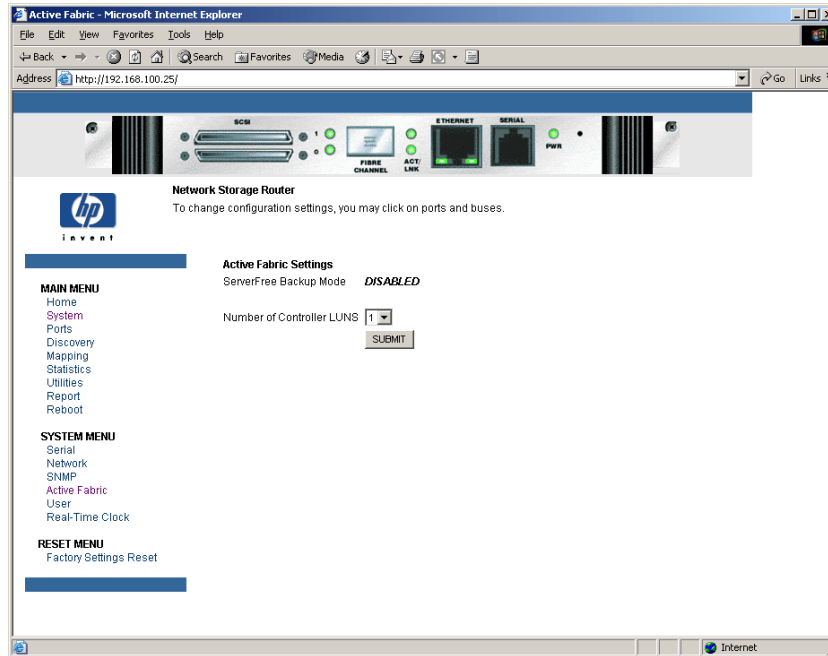 Active Fabric - Microsoft Internet Explorer
File Edit View Favorites Tools Help
Back Search Favorites Media
Address http://192.168.100.25/ Go Links
SCSI ETHERNET SERIAL
1
0
FIBRE CHANNEL
ACT/ LNK
PWR
hp
invent
Network Storage Router
To change configuration settings, you may click on ports and buses.
Active Fabric Settings
ServerFree Backup Mode DISABLED
Number of Controller LUNS 1
SUBMIT
MAIN MENU
Home
System
Ports
Discovery
Mapping
Statistics
Utilities
Report
Reboot
SYSTEM MENU
Serial
Network
SNMP
Active Fabric
User
Real-Time Clock
RESET MENU
Factory Settings Reset
Internet